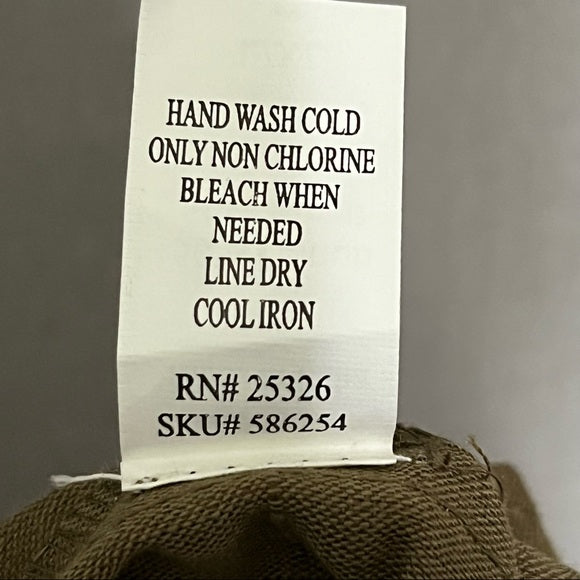 HAND WASH COLD
ONLY NON CHLORINE
BLEACH WHEN
NEEDED
LINE DRY
COOL IRON
RN# 25326
SKU# 586254